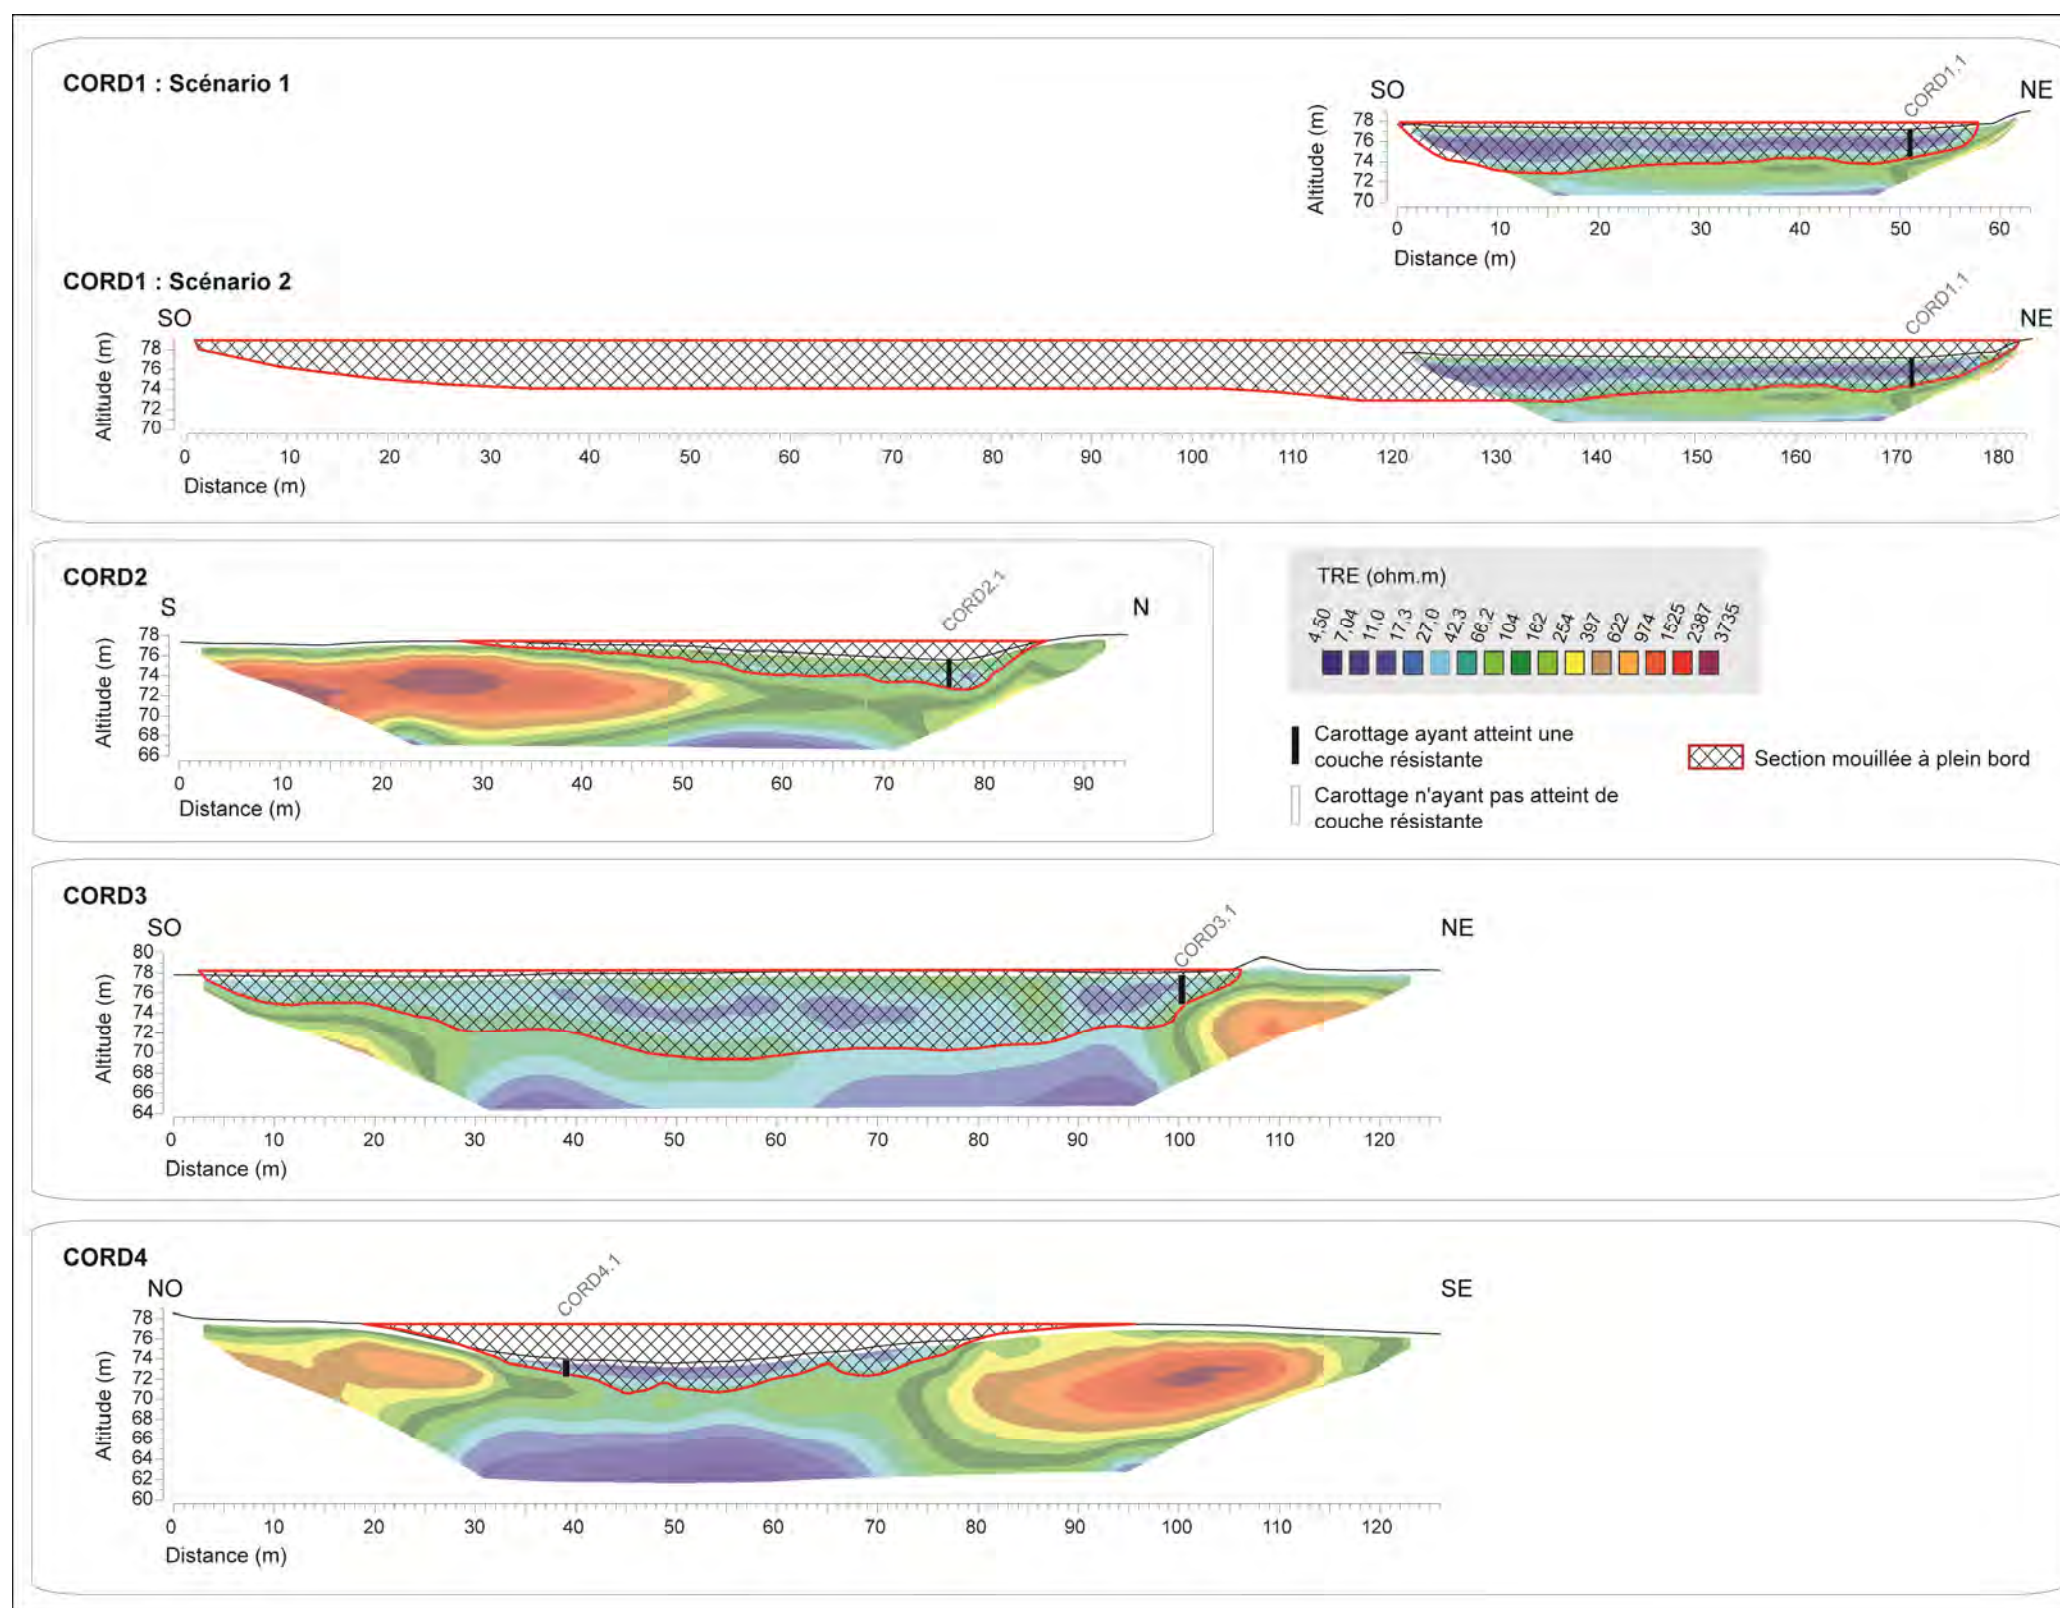 CORD1 : Scénario 1
SO
CORD1.1
NE
Altitude (m)
78
76
74
72
70
0 10 20 30 40 50 60
Distance (m)
CORD1 : Scénario 2
SO
CORD1.1
NE
Altitude (m)
78
76
74
72
70
0 10 20 30 40 50 60 70 80 90 100 110 120 130 140 150 160 170 180
Distance (m)
CORD2
S
CORD2.1
N
Altitude (m)
78
76
74
72
70
68
66
0 10 20 30 40 50 60 70 80 90
Distance (m)
TRE (ohm.m)
4,50 7,04 11,0 17,3 27,0 42,3 66,2 104 162 254 397 622 974 1525 2387 3735
Carottage ayant atteint une
couche résistante
Carottage n'ayant pas atteint de
couche résistante
Section mouillée à plein bord
CORD3
SO
CORD3.1
NE
Altitude (m)
80
78
76
74
72
70
68
66
64
0 10 20 30 40 50 60 70 80 90 100 110 120
Distance (m)
CORD4
NO
CORD4.1
SE
Altitude (m)
78
76
74
72
70
68
66
64
62
60
0 10 20 30 40 50 60 70 80 90 100 110 120
Distance (m)